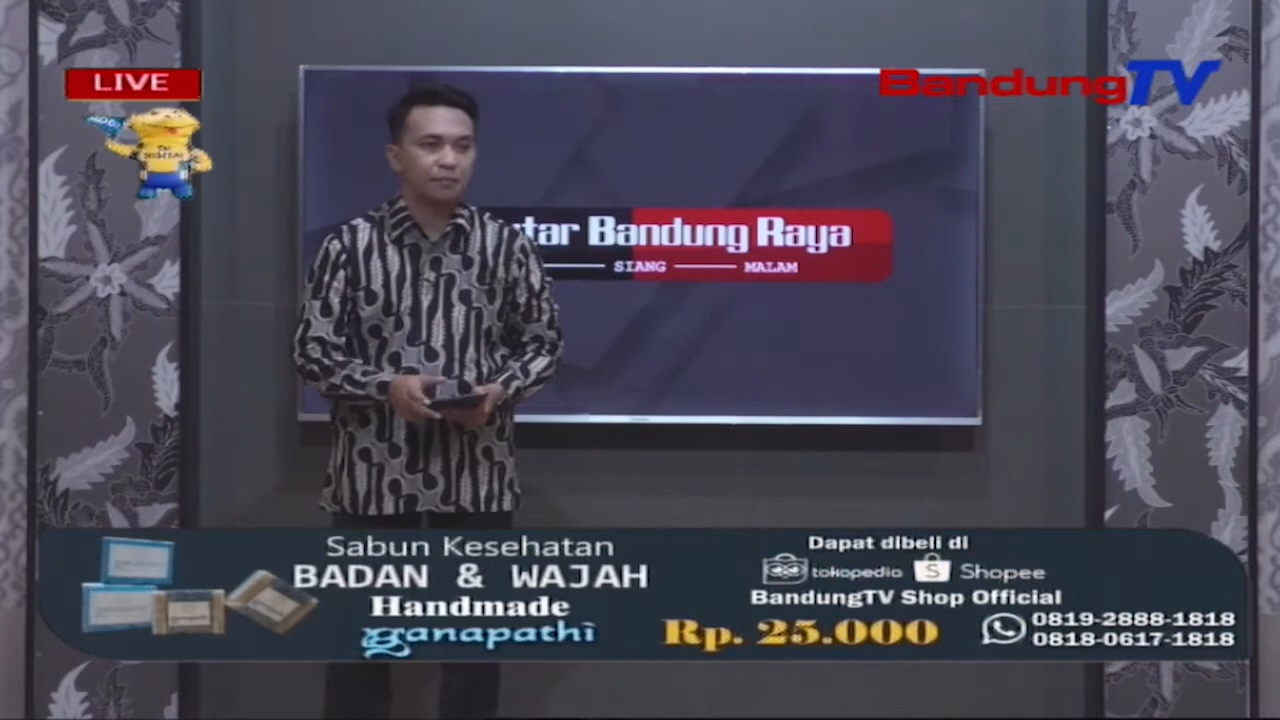 LIVE
BandungTV
utar Bandung Raya
SIANG MALAM
Sabun Kesehatan
BADAN & WAJAH
Handmade
ganapathi
Rp. 25.000
Dapat dibeli di
tokopedia Shopee
BandungTV Shop Official
0819-2888-1818
0818-0617-1818